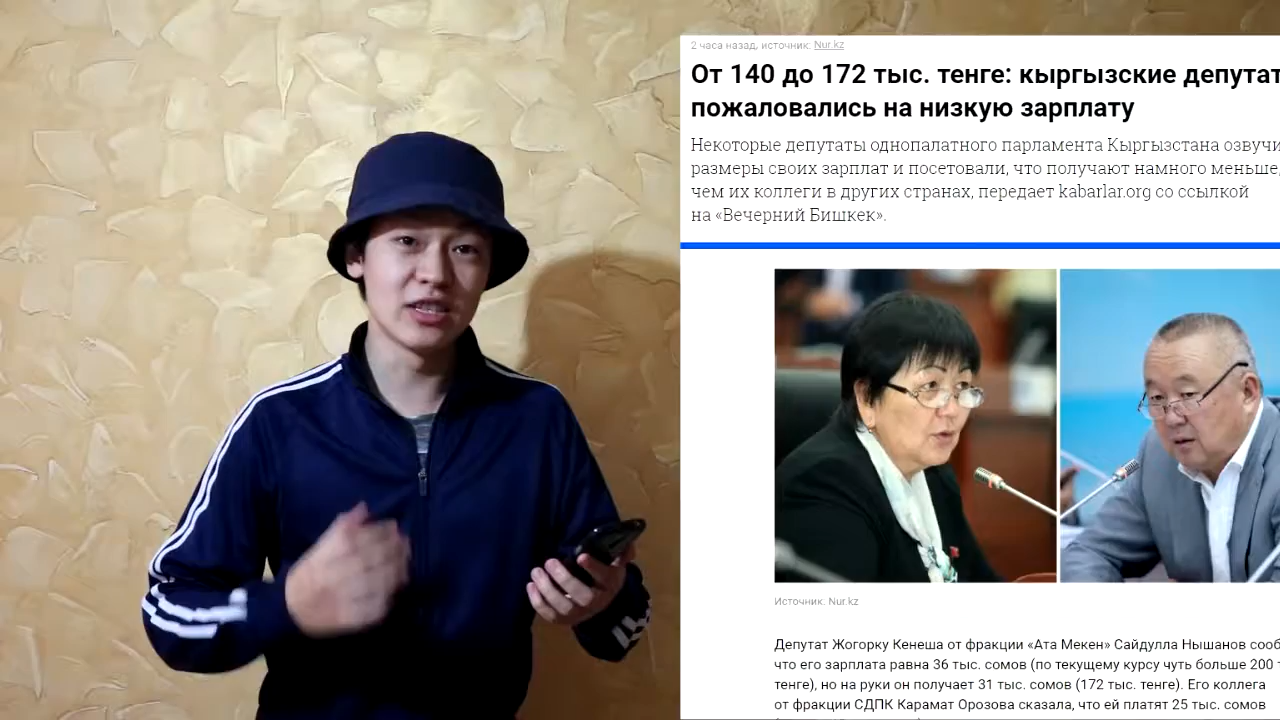 2 часа назад, источник: Nur.kz
От 140 до 172 тыс. тенге: кыргызские депутат
пожаловались на низкую зарплату
Некоторые депутаты однопалатного парламента Кыргызстана озвучи
размеры своих зарплат и посетовали, что получают намного меньше,
чем их коллеги в других странах, передает kabarlar.org со ссылкой
на «Вечерний Бишкек».
Источник: Nur.kz
Депутат Жогорку Кенеша от фракции «Ата Мекен» Сайдулла Нышанов сооб
что его зарплата равна 36 тыс. сомов (по текущему курсу чуть больше 200
тенге), но на руки он получает 31 тыс. сомов (172 тыс. тенге). Его коллега
от фракции СДПК Карамат Орозова сказала, что ей платят 25 тыс. сомов